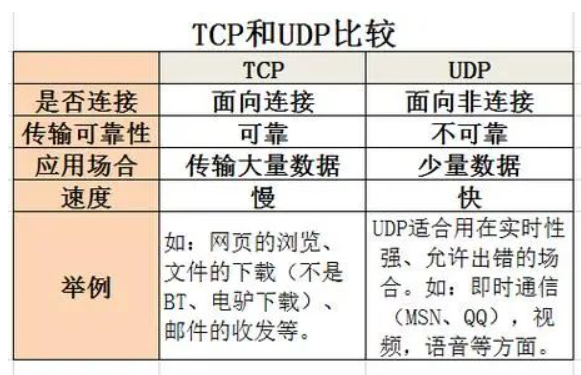 TCP和UDP比较
TCP UDP
是否连接 面向连接 面向非连接
传输可靠性 可靠 不可靠
应用场合 传输大量数据 少量数据
速度 慢 快
举例
如：网页的浏览、
文件的下载（不是
BT、电驴下载）、
邮件的收发等。
UDP适合用在实时性
强、允许出错的场
合。如：即时通信
（MSN、QQ），视
频，语音等方面。